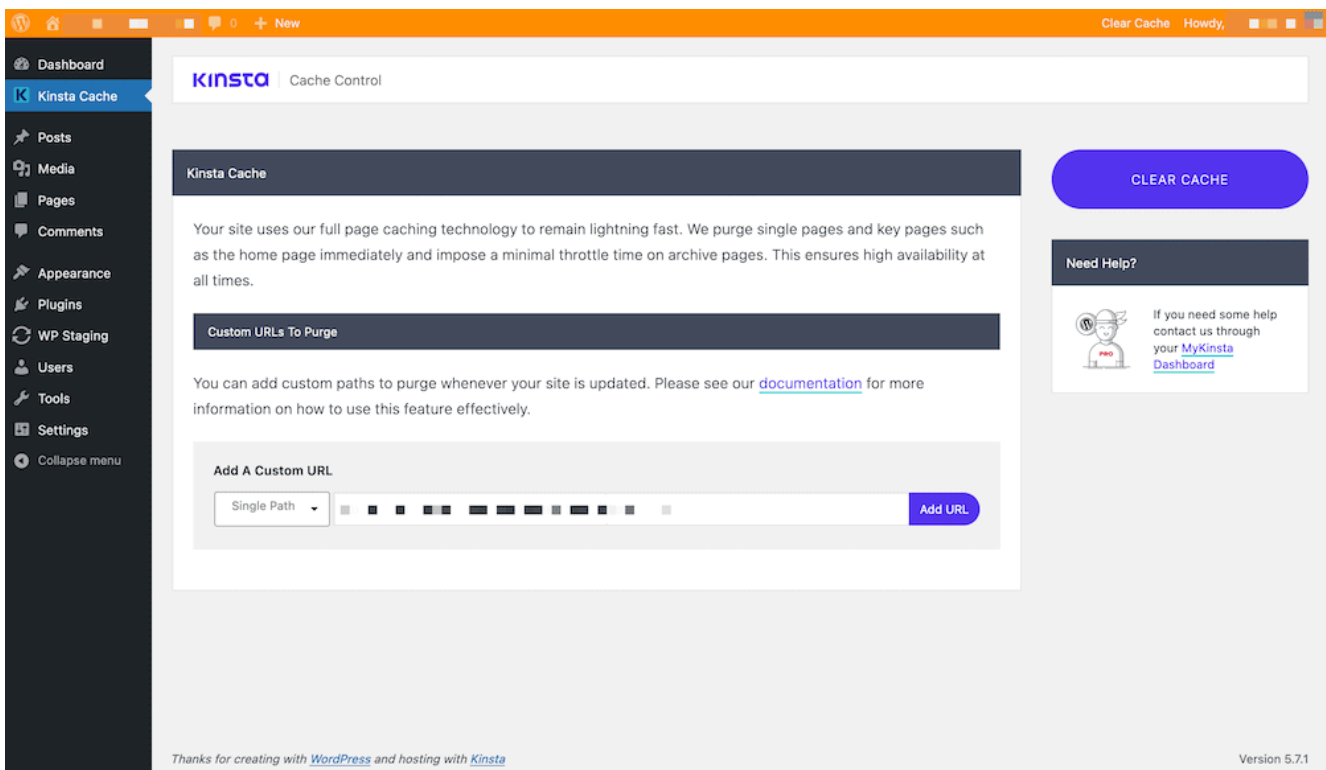 0 New Clear Cache Howdy,
Dashboard
Kinsta Cache
Posts
Media
Pages
Comments
Appearance
Plugins
WP Staging
Users
Tools
Settings
Collapse menu
Kinsta Cache Control
Kinsta Cache
Your site uses our full page caching technology to remain lightning fast. We purge single pages and key pages such
as the home page immediately and impose a minimal throttle time on archive pages. This ensures high availability at
all times.
Custom URLs To Purge
You can add custom paths to purge whenever your site is updated. Please see our documentation for more
information on how to use this feature effectively.
Add A Custom URL
Single Path
Add URL
CLEAR CACHE
Need Help?
PRO
If you need some help
contact us through
your MyKinsta
Dashboard
Thanks for creating with WordPress and hosting with Kinsta
Version 5.7.1